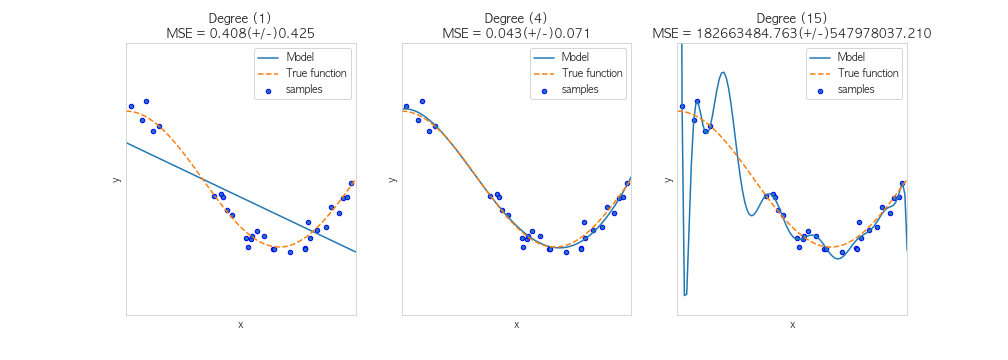 Degree (1)
MSE = 0.408(+/-)0.425
Model
True function
samples
y
x
Degree (4)
MSE = 0.043(+/-)0.071
Model
True function
samples
y
x
Degree (15)
MSE = 182663484.763(+/-)547978037.210
Model
True function
samples
y
x